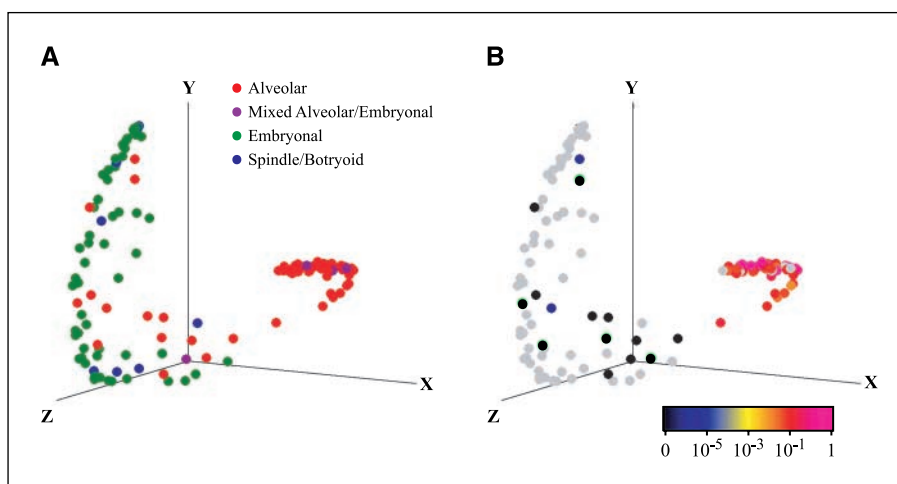 A
Y
Alveolar
Mixed Alveolar/Embryonal
Embryonal
Spindle/Botryoid
X
Z
B
Y
X
Z
0 10⁻⁵ 10⁻³ 10⁻¹ 1